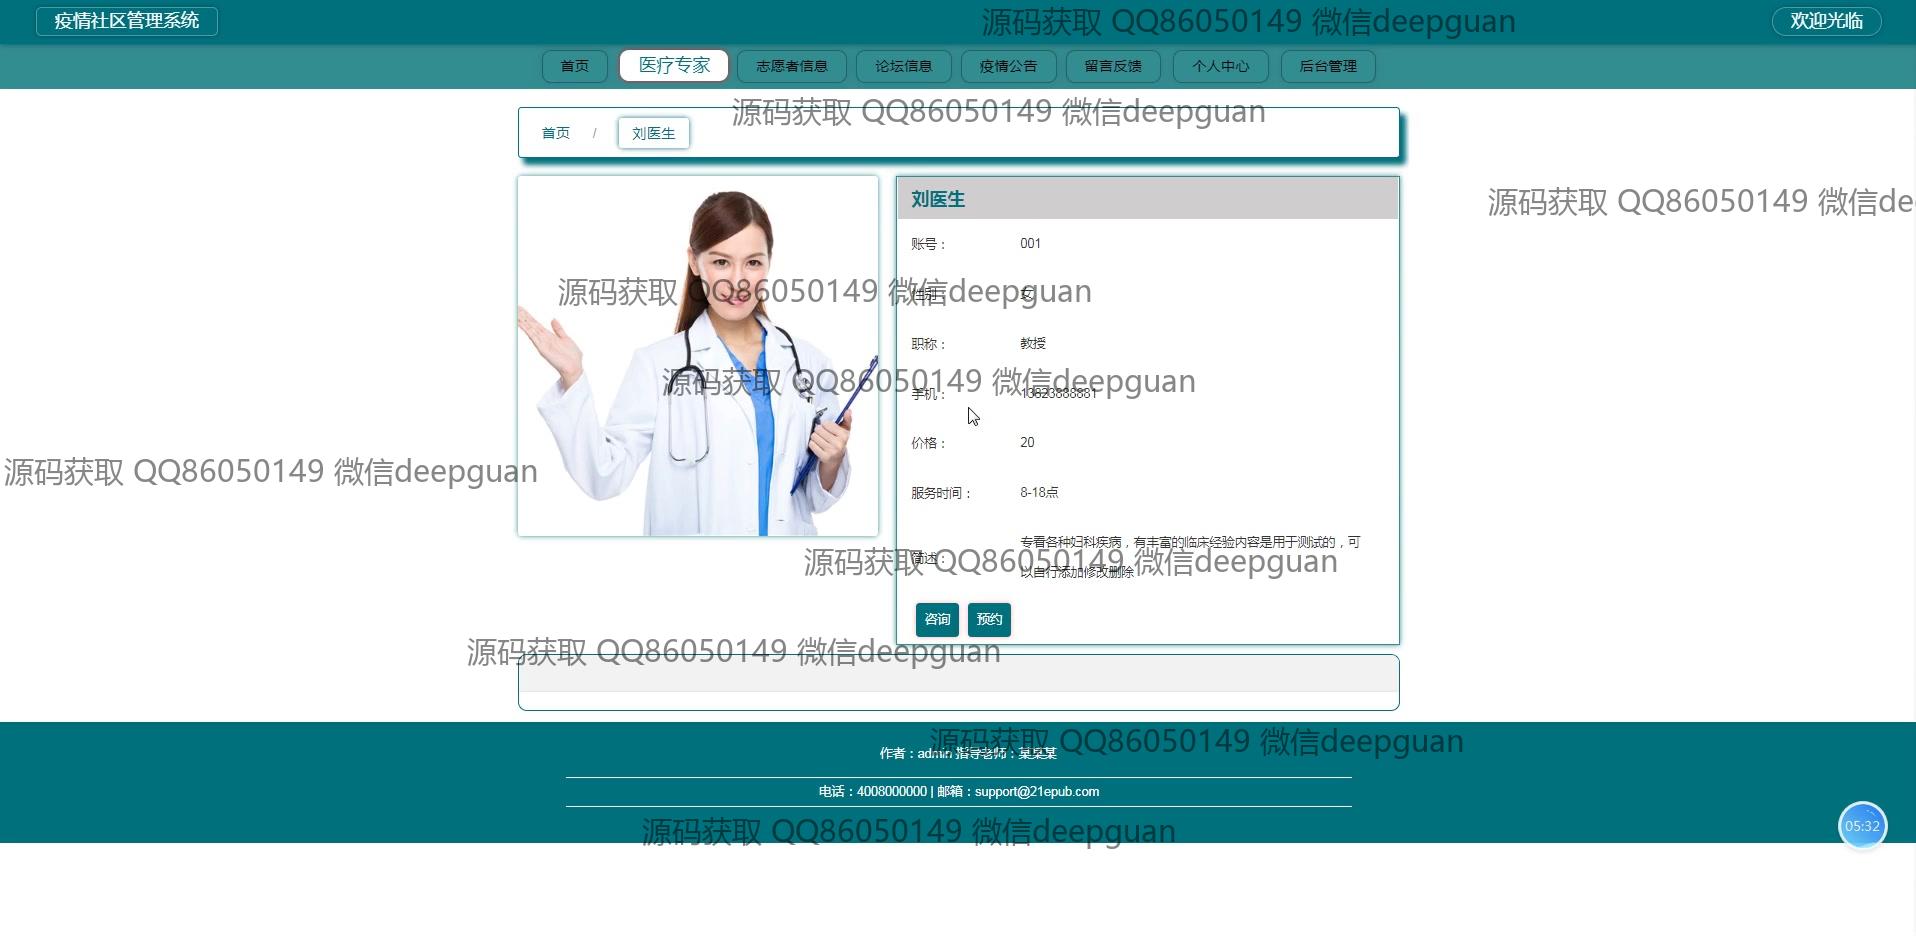 疫情社区管理系统
源码获取 QQ86050149 微信deepguan
欢迎光临
首页 医疗专家 志愿者信息 论坛信息 疫情公告 留言反馈 个人中心 后台管理
源码获取 QQ86050149 微信deepguan
首页 / 刘医生
刘医生
源码获取 QQ86050149 微信de
账号： 001
源码获取 QQ86050149 微信deepguan
性别： 女
职称： 教授
源码获取 QQ86050149 微信deepguan
手机： 13823888881
价格： 20
源码获取 QQ86050149 微信deepguan
服务时间： 8-18点
专看各种妇科疾病，有丰富的临床经验内容是用于测试的，可
源码获取 QQ86050149 微信deepguan
简述：
以自行添加修改删除
咨询 预约
源码获取 QQ86050149 微信deepguan
源码获取 QQ86050149 微信deepguan
作者：admin 指导老师：某某某
电话：4008000000 | 邮箱：support@21epub.com
05:32
源码获取 QQ86050149 微信deepguan